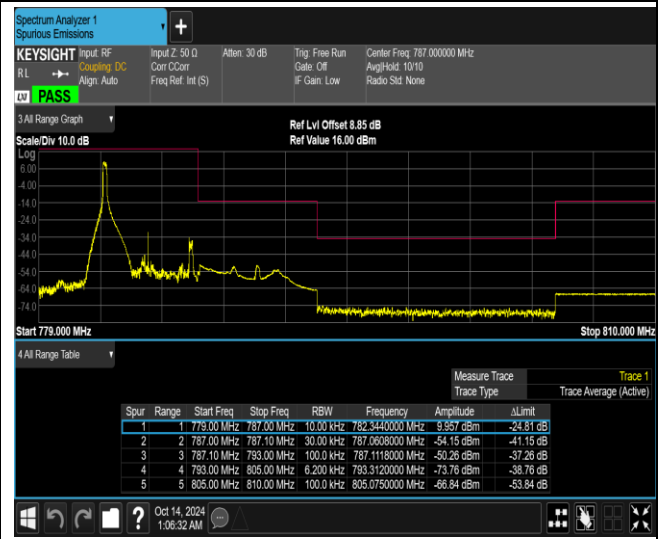 Spectrum Analyzer 1
Spurious Emissions
+
KEYSIGHT Input: RF Input Z: 50 Ω Atten: 30 dB Trig: Free Run Center Freq: 787.000000 MHz
RL Coupling: DC Corr CCorr Gate: Off Avg|Hold: 10/10
Align: Auto Freq Ref: Int (S) IF Gain: Low Radio Std: None
LXI PASS
3 All Range Graph
Ref Lvl Offset 8.85 dB
Scale/Div 10.0 dB Ref Value 16.00 dBm
Log
6.00
-4.00
-14.0
-24.0
-34.0
-44.0
-54.0
-64.0
-74.0
Start 779.000 MHz Stop 810.000 MHz
4 All Range Table
Measure Trace Trace 1
Trace Type Trace Average (Active)
Spur Range Start Freq Stop Freq RBW Frequency Amplitude ΔLimit
1 1 779.00 MHz 787.00 MHz 10.00 kHz 782.3440000 MHz 9.957 dBm -24.81 dB
2 2 787.00 MHz 787.10 MHz 30.00 kHz 787.0608000 MHz -54.15 dBm -41.15 dB
3 3 787.10 MHz 793.00 MHz 100.0 kHz 787.1118000 MHz -50.26 dBm -37.26 dB
4 4 793.00 MHz 805.00 MHz 6.200 kHz 793.3120000 MHz -73.76 dBm -38.76 dB
5 5 805.00 MHz 810.00 MHz 100.0 kHz 805.0750000 MHz -66.84 dBm -53.84 dB
? Oct 14, 2024
1:06:32 AM